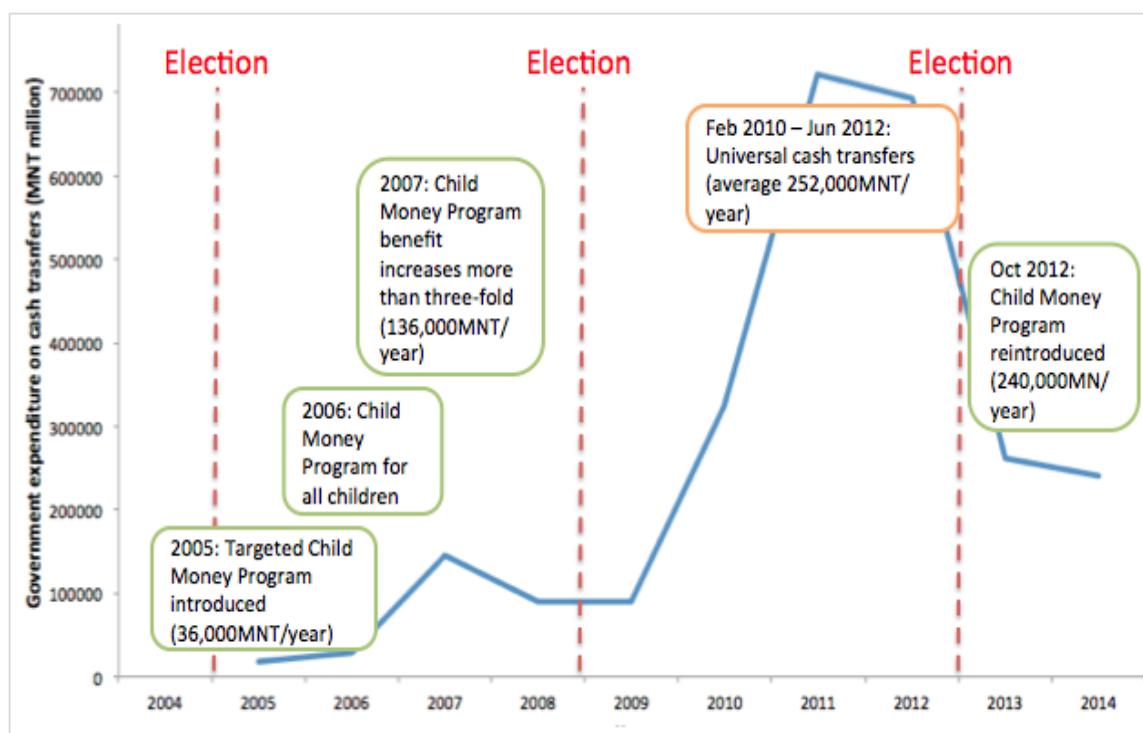 Election
Election
Election
Government expenditure on cash trasnfers (MNT million)
700000
600000
500000
400000
300000
200000
100000
0
Feb 2010 – Jun 2012:
Universal cash transfers
(average 252,000MNT/
year)
2007: Child
Money Program
benefit
increases more
than three-fold
(136,000MNT/
year)
Oct 2012:
Child Money
Program
reintroduced
(240,000MN/
year)
2006: Child
Money
Program for
all children
2005: Targeted Child
Money Program
introduced
(36,000MNT/year)
2004
2005
2006
2007
2008
2009
2010
2011
2012
2013
2014